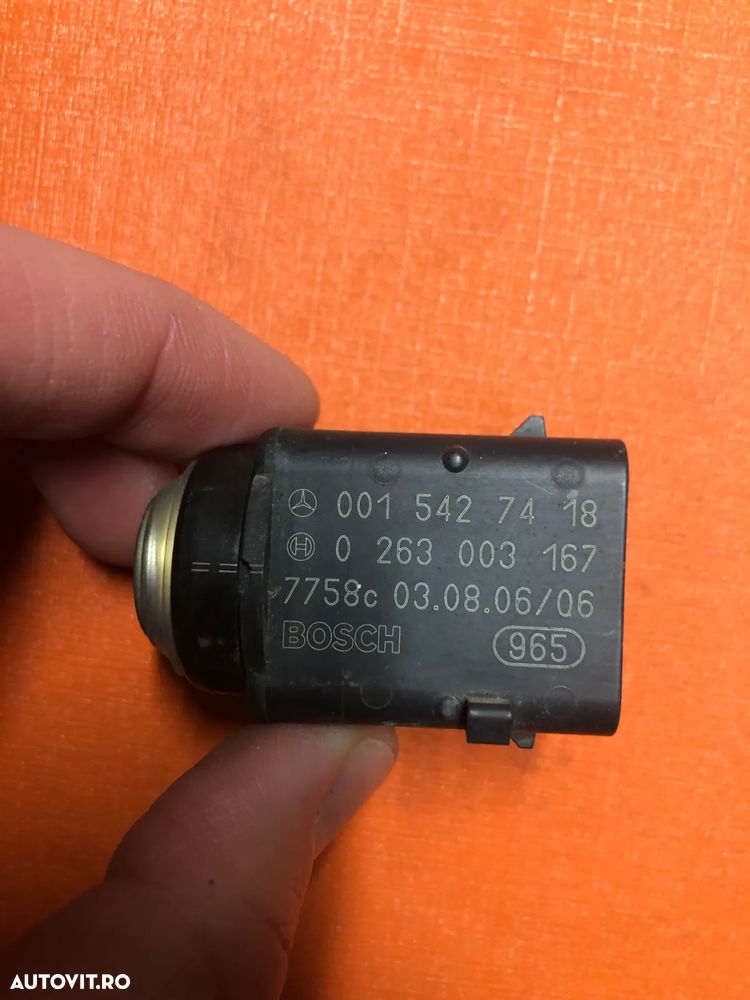 001 542 74 18
0 263 003 167
7758c 03.08.06/06
BOSCH 965
AUTOVIT.RO